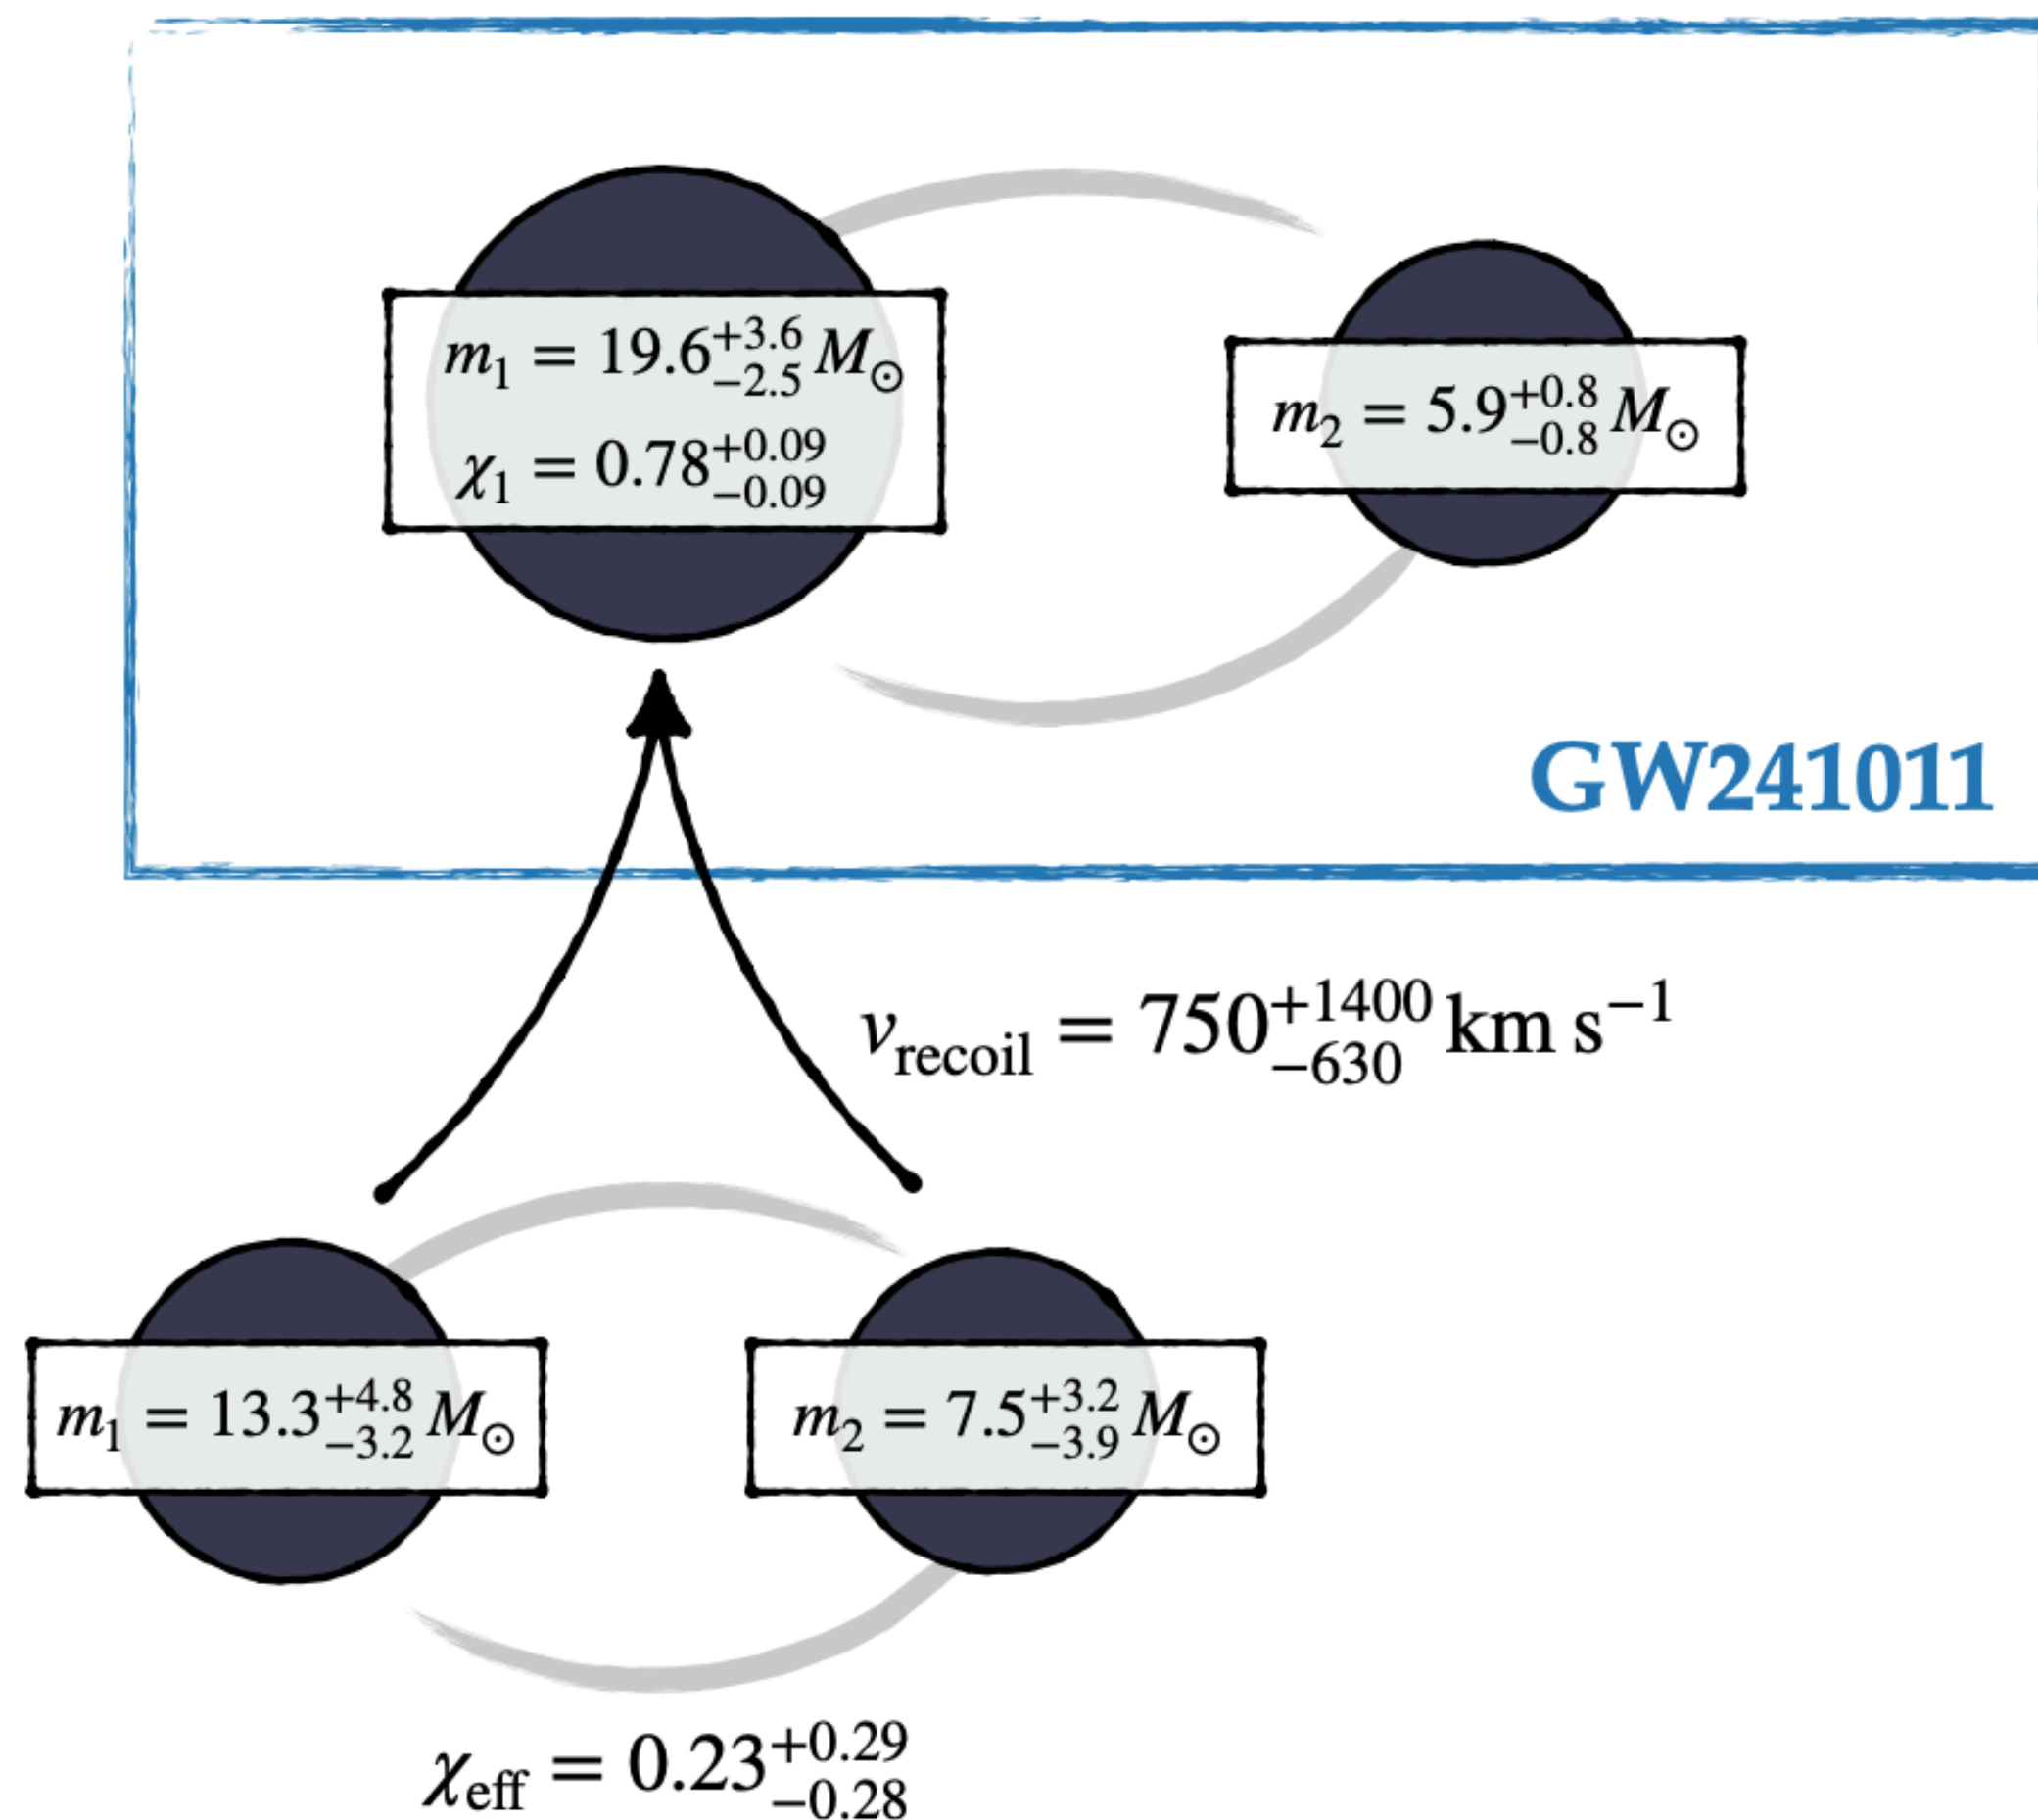 m₁ = 19.6⁺³·⁶₋₂.₅ M⊙
χ₁ = 0.78⁺⁰·⁰⁹₋₀.₀₉
m₂ = 5.9⁺⁰·⁸₋₀.₈ M⊙
GW241011
v_recoil = 750⁺¹⁴⁰⁰₋₆₃₀ km s⁻¹
m₁ = 13.3⁺⁴·⁸₋₃.₂ M⊙
m₂ = 7.5⁺³·²₋₃.₉ M⊙
χ_eff = 0.23⁺⁰·²⁹₋₀.₂₈